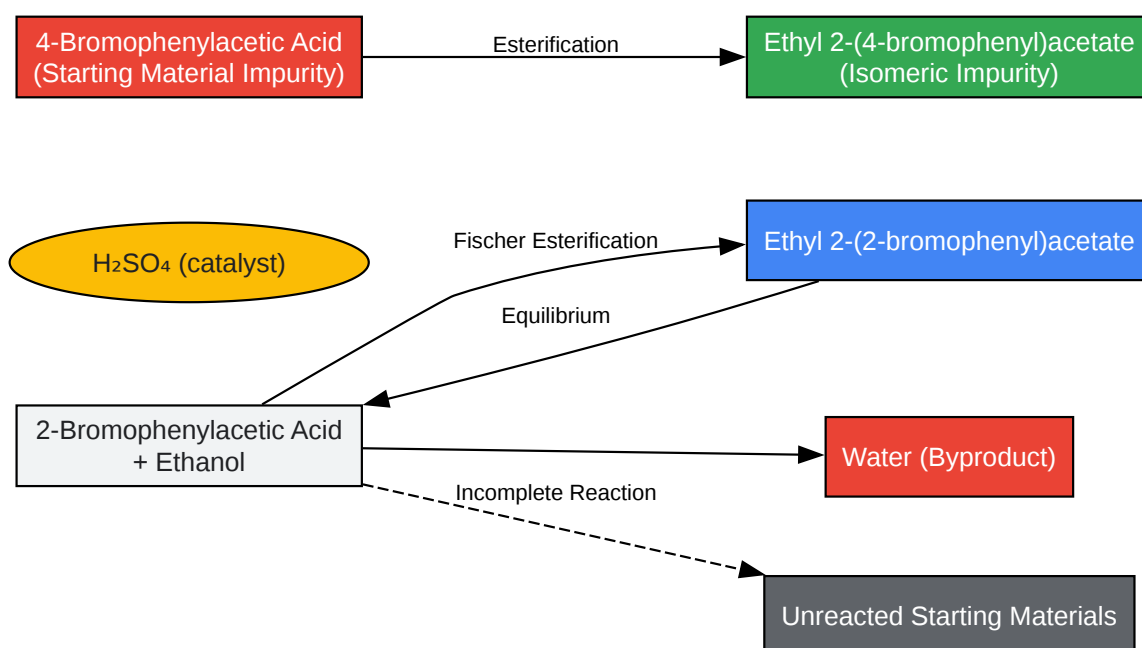 4-Bromophenylacetic Acid
(Starting Material Impurity)
Esterification
Ethyl 2-(4-bromophenyl)acetate
(Isomeric Impurity)
H₂SO₄ (catalyst)
Fischer Esterification
Ethyl 2-(2-bromophenyl)acetate
Equilibrium
2-Bromophenylacetic Acid
+ Ethanol
Water (Byproduct)
Incomplete Reaction
Unreacted Starting Materials